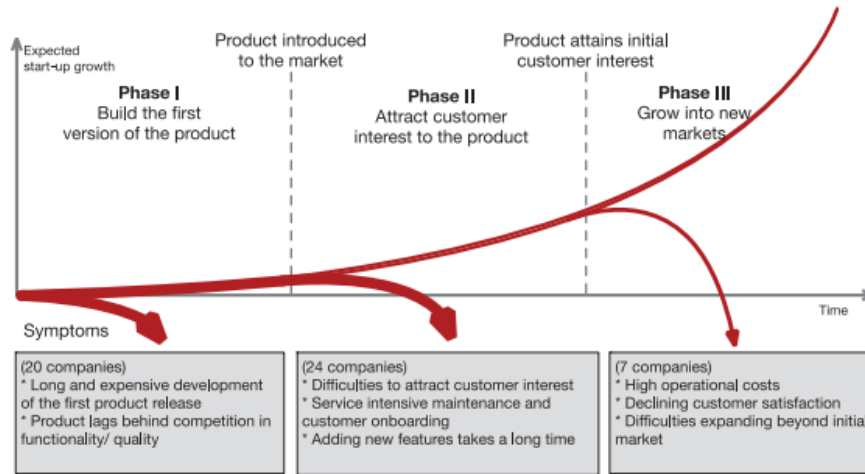 Expected
start-up growth
Product introduced
to the market
Product attains initial
customer interest
Phase I
Build the first
version of the product
Phase II
Attract customer
interest to the product
Phase III
Grow into new
markets
Time
Symptoms
(20 companies)
* Long and expensive development
of the first product release
* Product lags behind competition in
functionality/ quality
(24 companies)
* Difficulties to attract customer interest
* Service intensive maintenance and
customer onboarding
* Adding new features takes a long time
(7 companies)
* High operational costs
* Declining customer satisfaction
* Difficulties expanding beyond initial
market